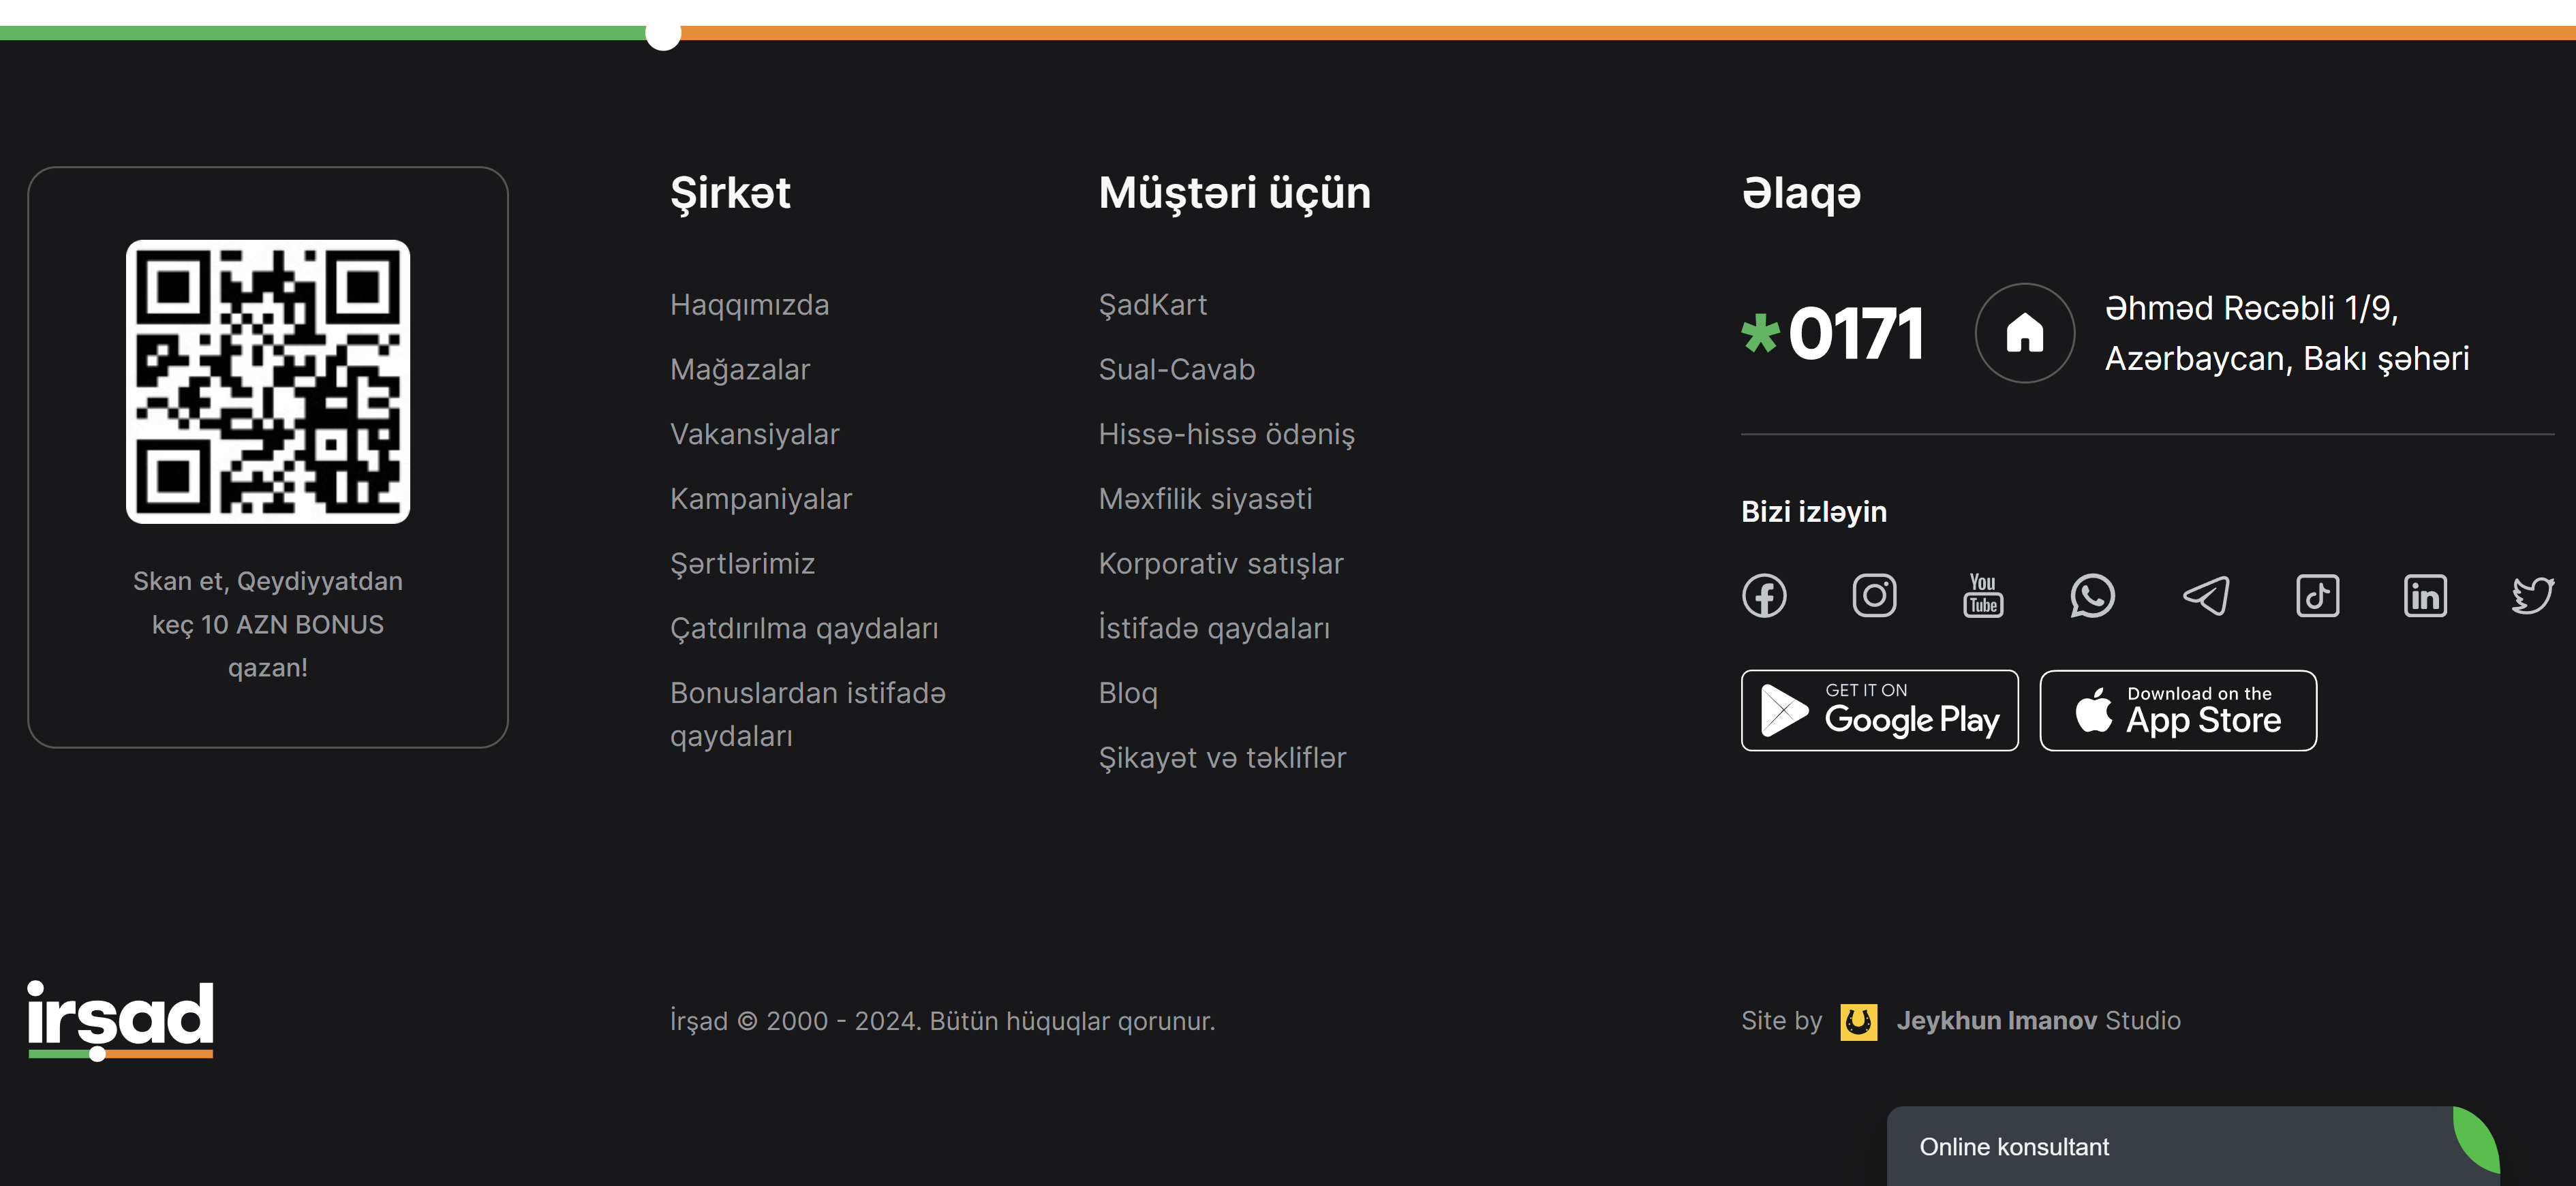 Skan et, Qeydiyyatdan
keç 10 AZN BONUS
qazan!
Şirkət
Haqqımızda
Mağazalar
Vakansiyalar
Kampaniyalar
Şərtlərimiz
Çatdırılma qaydaları
Bonuslardan istifadə
qaydaları
Müştəri üçün
ŞadKart
Sual-Cavab
Hissə-hissə ödəniş
Məxfilik siyasəti
Korporativ satışlar
İstifadə qaydaları
Bloq
Şikayət və təkliflər
Əlaqə
*0171
Əhməd Rəcəbli 1/9,
Azərbaycan, Bakı şəhəri
Bizi izləyin
You
Tube
in
GET IT ON
Google Play
Download on the
App Store
irsad
İrşad © 2000 - 2024. Bütün hüquqlar qorunur.
Site by Jeykhun Imanov Studio
Online konsultant